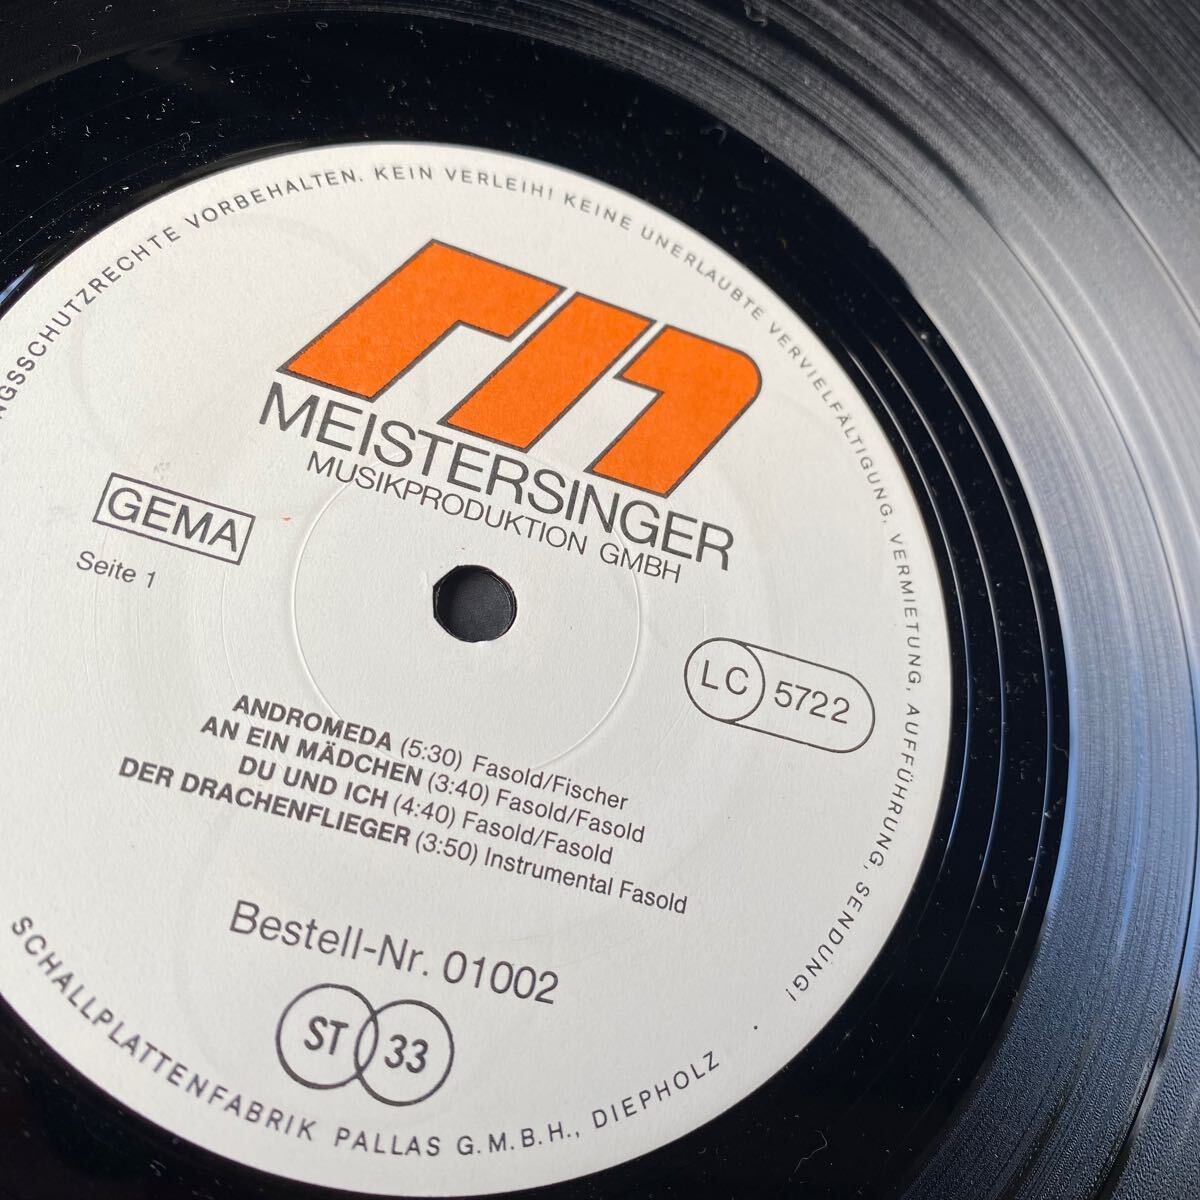 SCHUTZRECHTE VORBEHALTEN. KEIN VERLEIH! KEINE UNERLAUBTE VERVIELFÄLTIGUNG, VERMIETUNG, AUFFÜHRUNG, SENDUNG!
MEISTERSINGER
MUSIKPRODUKTION GMBH
GEMA
Seite 1
LC 5722
ANDROMEDA (5:30) Fasold/Fischer
AN EIN MÄDCHEN (3:40) Fasold/Fasold
DU UND ICH (4:40) Fasold/Fasold
DER DRACHENFLIEGER (3:50) Instrumental Fasold
Bestell-Nr. 01002
ST 33
SCHALLPLATTENFABRIK PALLAS G.M.B.H., DIEPHOLZ